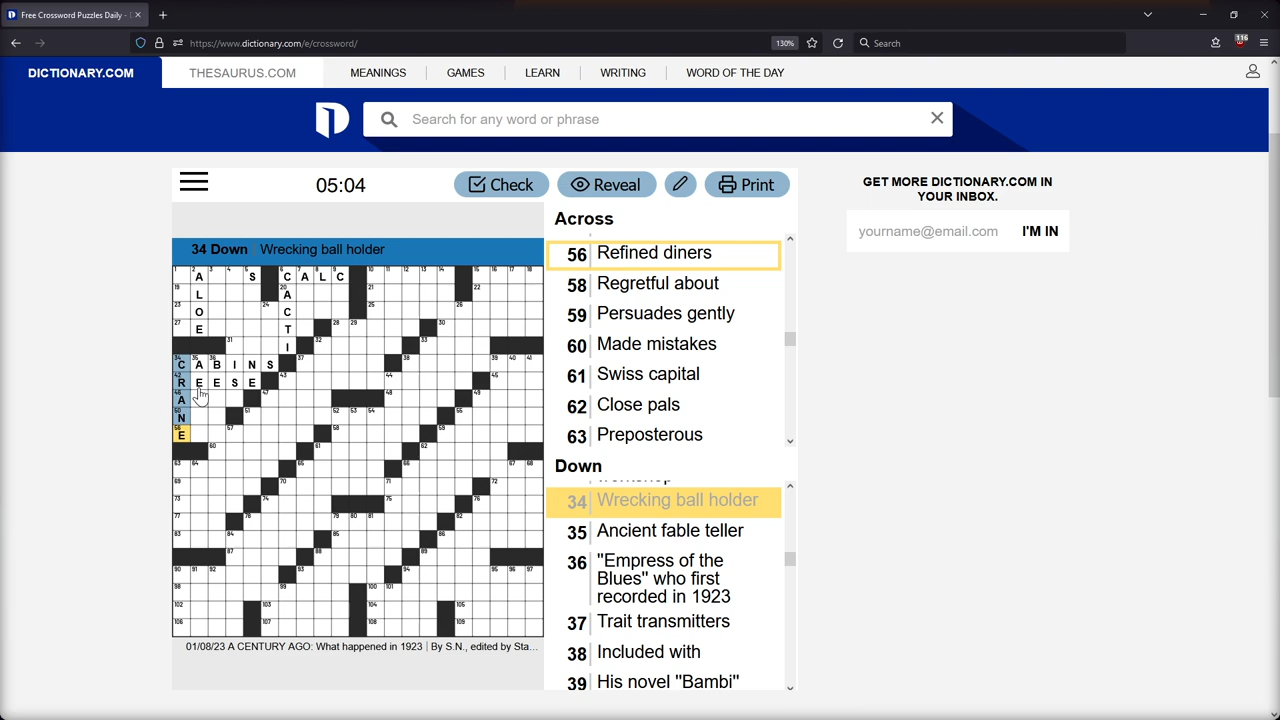 Free Crossword Puzzles Daily -
https://www.dictionary.com/e/crossword/
130%
Search
116
DICTIONARY.COM
THESAURUS.COM
MEANINGS
GAMES
LEARN
WRITING
WORD OF THE DAY
Search for any word or phrase
05:04
Check
Reveal
Print
34 Down Wrecking ball holder
A S C A L C
L A
O C
E T
I
C A B I N S
R E E S E
A
N
E
01/08/23 A CENTURY AGO: What happened in 1923 | By S.N., edited by Sta...
Across
56 Refined diners
58 Regretful about
59 Persuades gently
60 Made mistakes
61 Swiss capital
62 Close pals
63 Preposterous
Down
34 Wrecking ball holder
35 Ancient fable teller
36 "Empress of the
Blues" who first
recorded in 1923
37 Trait transmitters
38 Included with
39 His novel "Bambi"
GET MORE DICTIONARY.COM IN
YOUR INBOX.
yourname@email.com
I'M IN